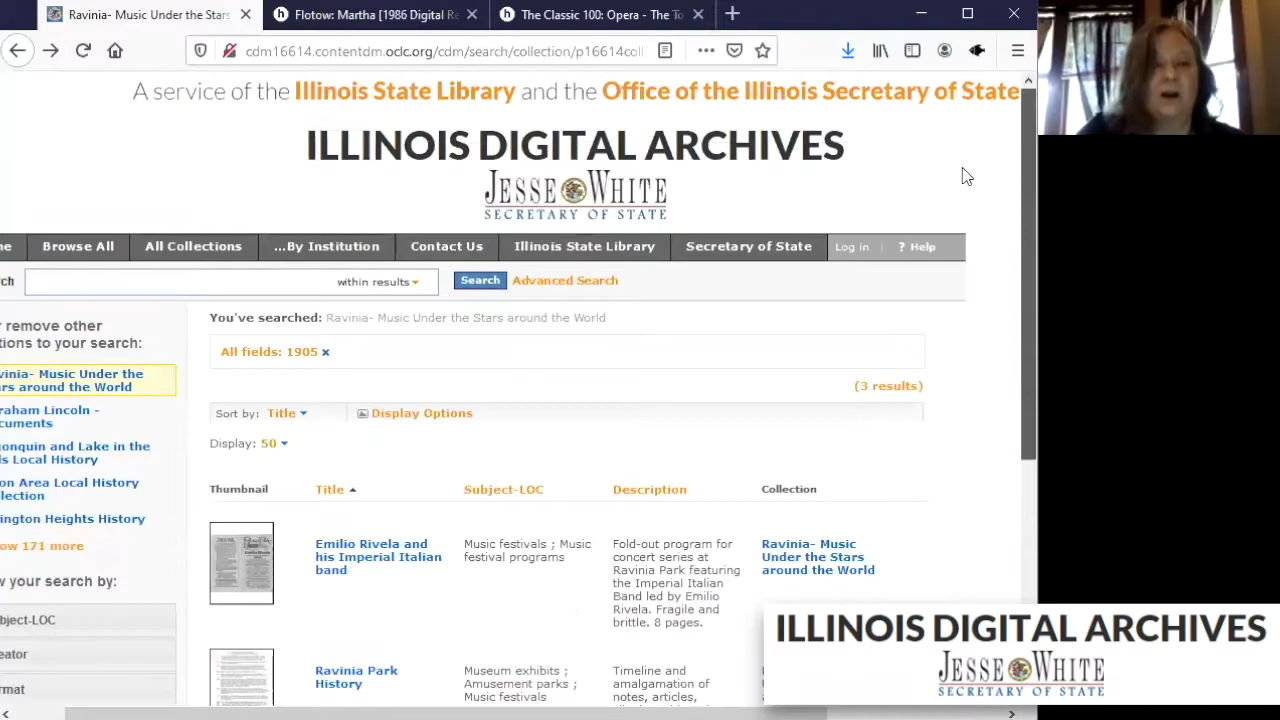 Ravinia- Music Under the Stars
Flotow: Martha [1986 Digital Re
The Classic 100: Opera - The To
cdm16614.contentdm.oclc.org/cdm/search/collection/p16614coll
A service of the Illinois State Library and the Office of the Illinois Secretary of State
ILLINOIS DIGITAL ARCHIVES
JESSE WHITE
SECRETARY OF STATE
me Browse All All Collections ...By Institution Contact Us Illinois State Library Secretary of State Log in | ? Help
rch within results Search Advanced Search
r remove other
tions to your search:
vinia- Music Under the
ars around the World
raham Lincoln -
cuments
gonquin and Lake in the
ls Local History
on Area Local History
llection
ington Heights History
ow 171 more
w your search by:
bject-LOC
eator
rmat
You've searched: Ravinia- Music Under the Stars around the World
All fields: 1905 x
(3 results)
Sort by: Title Display Options
Display: 50
Thumbnail Title Subject-LOC Description Collection
Emilio Rivela and
his Imperial Italian
band
Music festivals ; Music
festival programs
Fold-out program for
concert series at
Ravinia Park featuring
the Imperial Italian
Band led by Emilio
Rivela. Fragile and
brittle. 8 pages.
Ravinia- Music
Under the Stars
around the World
Ravinia Park
History
Museum exhibits ;
Amusement parks ;
Music festivals
Timeline and
amalgamation of
notes, articles,
ILLINOIS DIGITAL ARCHIVES
JESSE WHITE
SECRETARY OF STATE